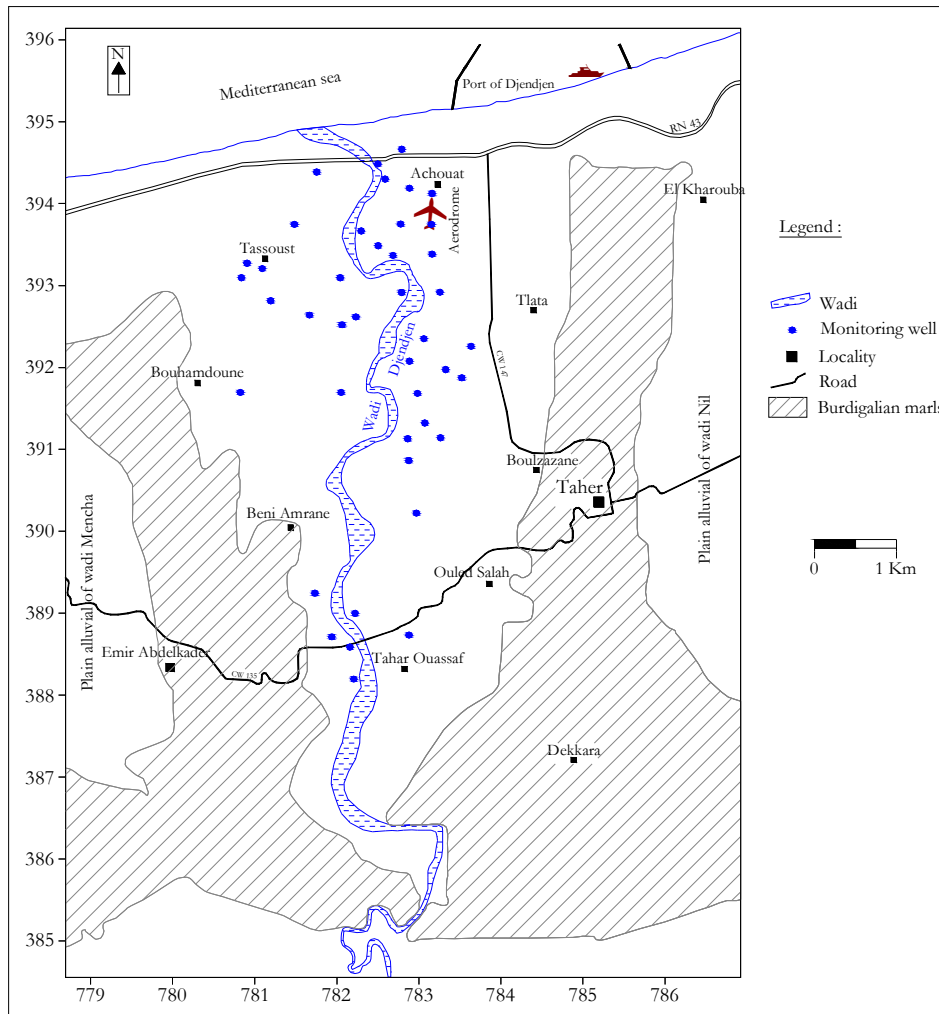 396
395
394
393
392
391
390
389
388
387
386
385
779
780
781
782
783
784
785
786
N
Mediterranean sea
Port of Djendjen
RN 43
Achouat
Aerodrome
El Kharouba
Tassoust
Tlata
Wadi Djendjen
Bouhamdoune
CW147
Boulzazane
Taher
Beni Amrane
Ouled Salah
Plain alluvial of wadi Mencha
Plain alluvial of wadi Nil
Emir Abdelkader
CW 135
Tahar Ouassaf
Dekkara
Legend :
Wadi
Monitoring well
Locality
Road
Burdigalian marls
0 1 Km